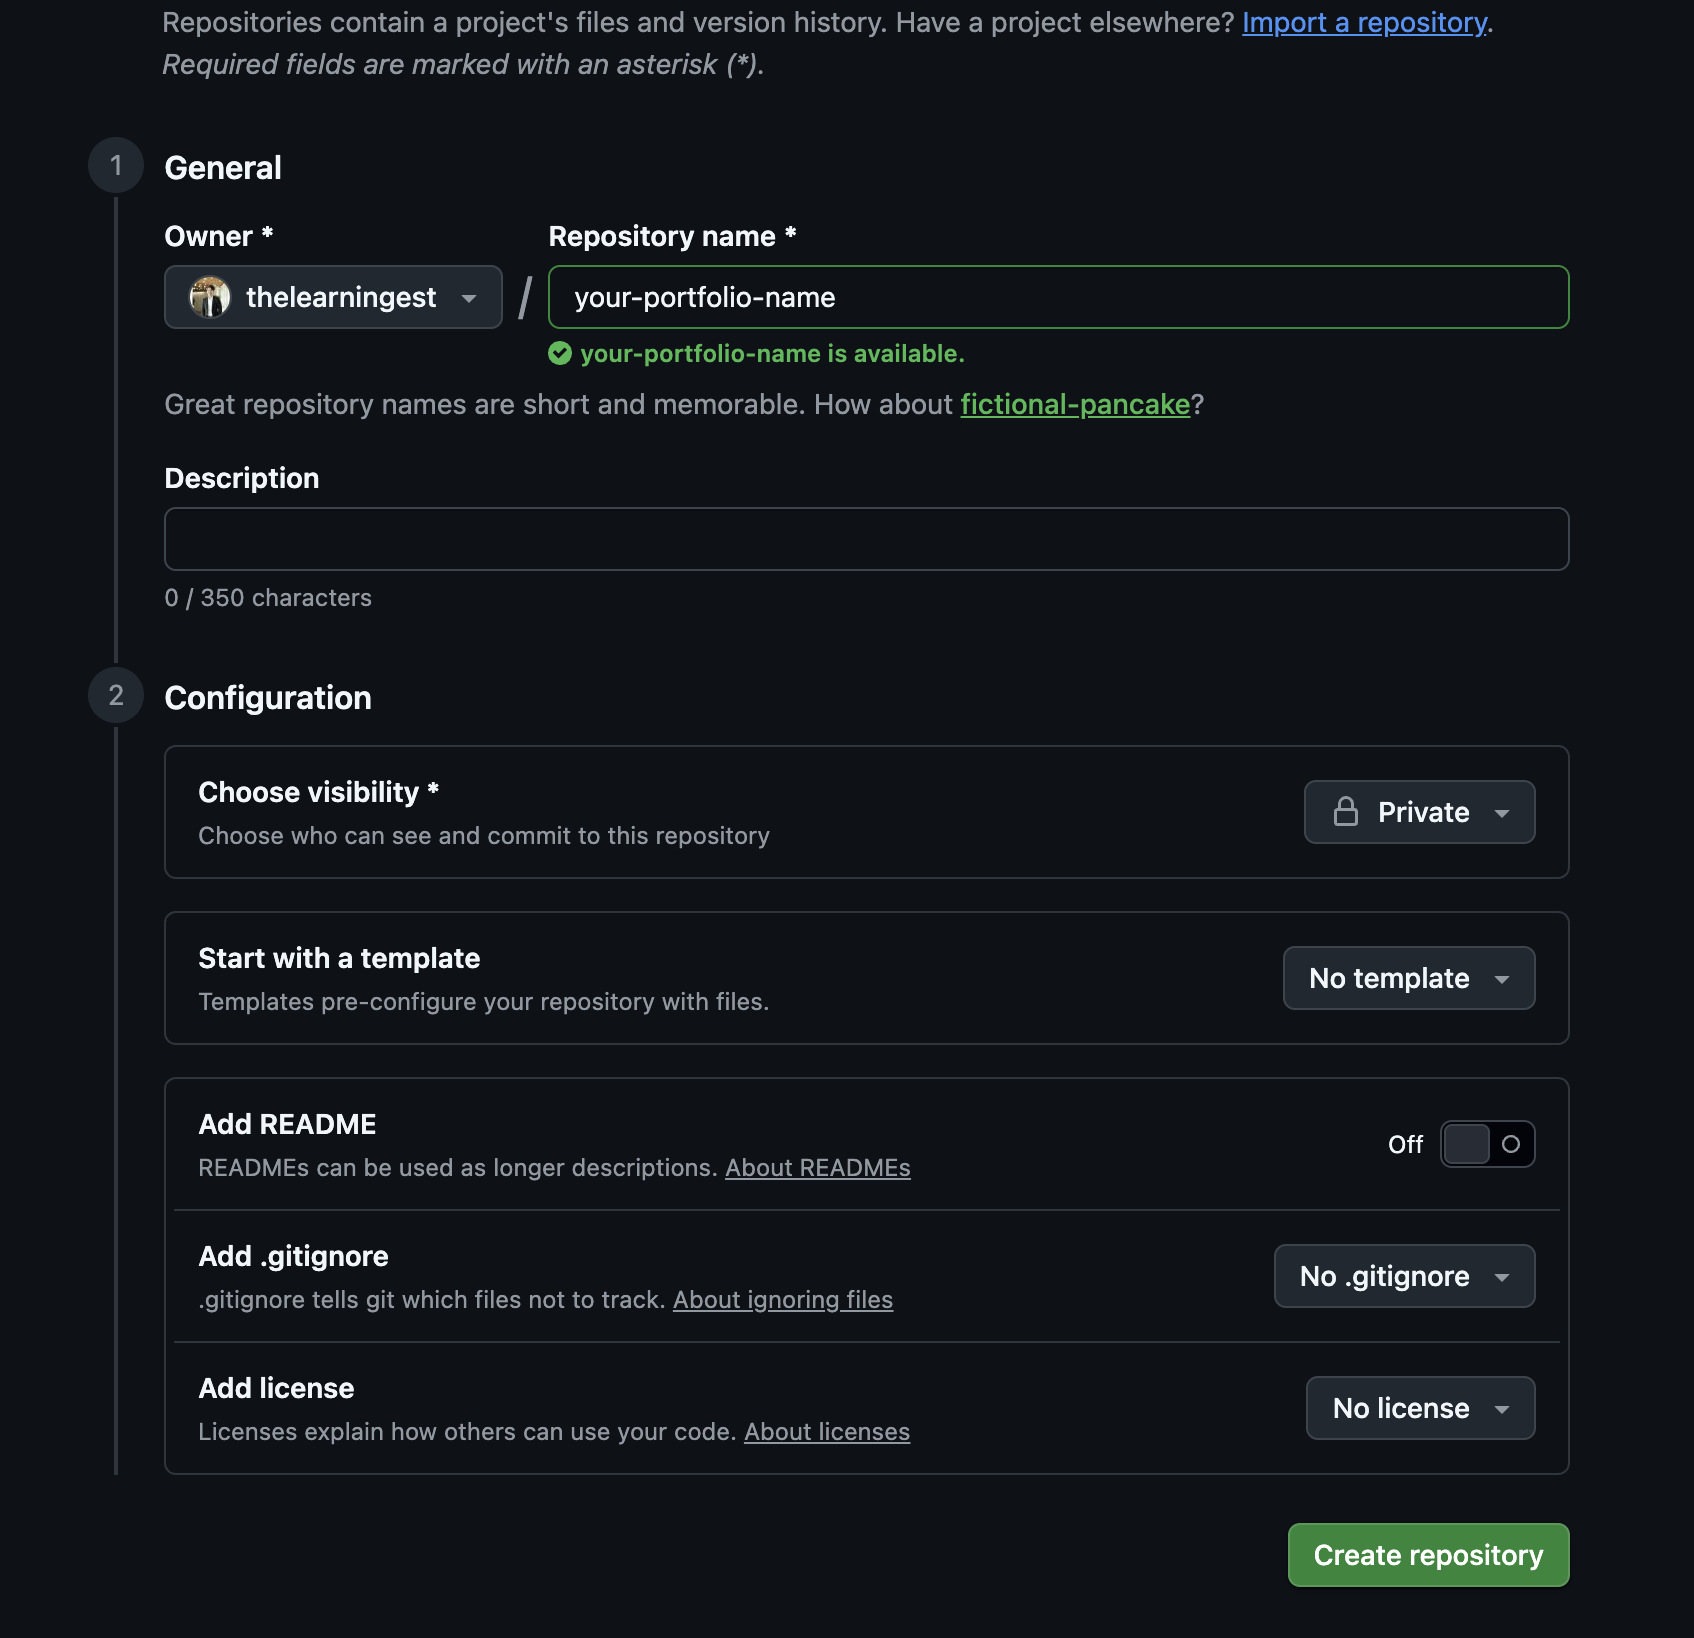 Repositories contain a project's files and version history. Have a project elsewhere? Import a repository.
Required fields are marked with an asterisk (*).
1
General
Owner *
Repository name *
thelearningest
/
your-portfolio-name
your-portfolio-name is available.
Great repository names are short and memorable. How about fictional-pancake?
Description
0 / 350 characters
2
Configuration
Choose visibility *
Choose who can see and commit to this repository
Private
Start with a template
Templates pre-configure your repository with files.
No template
Add README
READMEs can be used as longer descriptions. About READMEs
Off
Add .gitignore
.gitignore tells git which files not to track. About ignoring files
No .gitignore
Add license
Licenses explain how others can use your code. About licenses
No license
Create repository